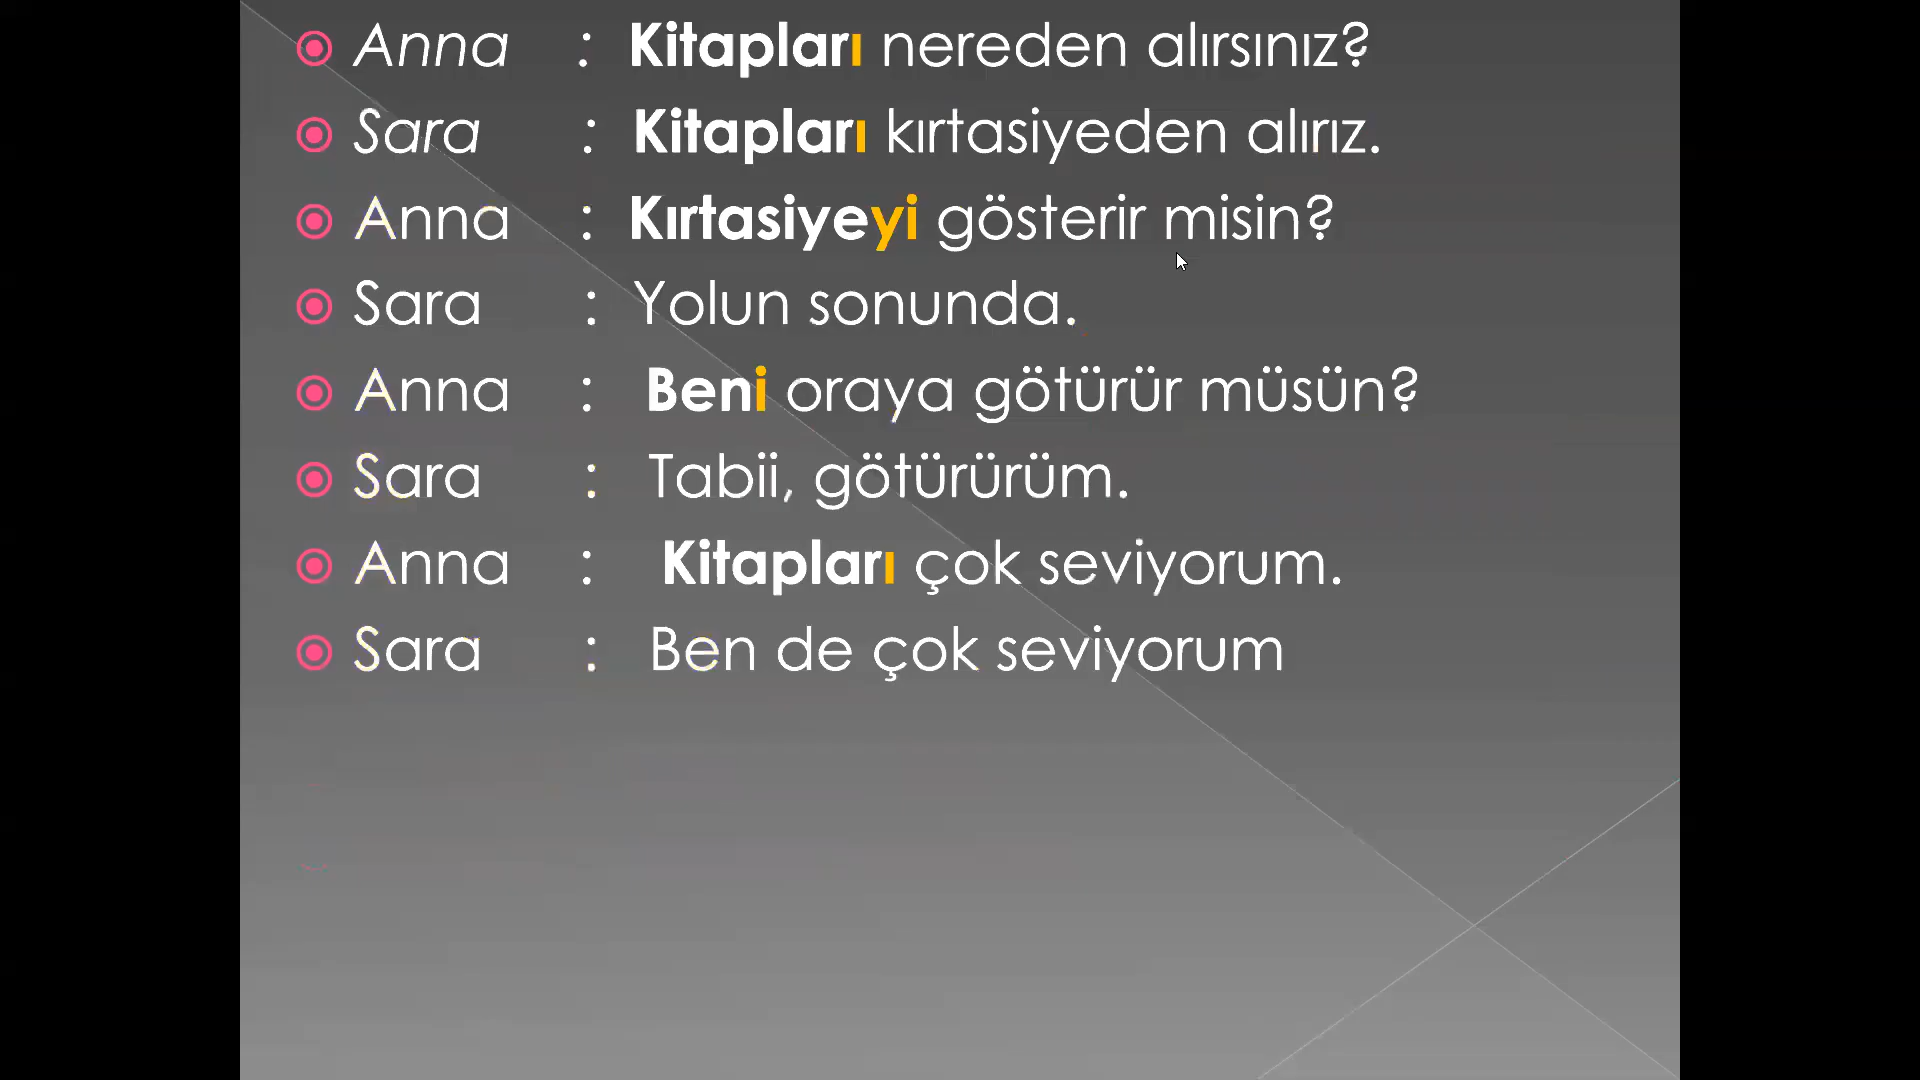 Anna : Kitapları nereden alırsınız?
Sara : Kitapları kırtasiyeden alırız.
Anna : Kırtasiyeyi gösterir misin?
Sara : Yolun sonunda.
Anna : Beni oraya götürür müsün?
Sara : Tabii, götürürüm.
Anna : Kitapları çok seviyorum.
Sara : Ben de çok seviyorum